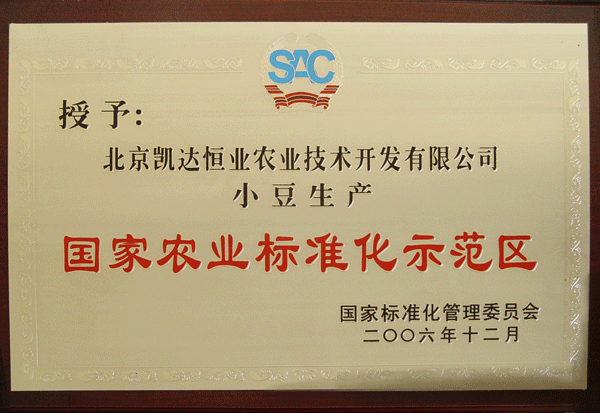 SAC
授予:
北京凯达恒业农业技术开发有限公司
小豆生产
国家农业标准化示范区
国家标准化管理委员会
二〇〇六年十二月